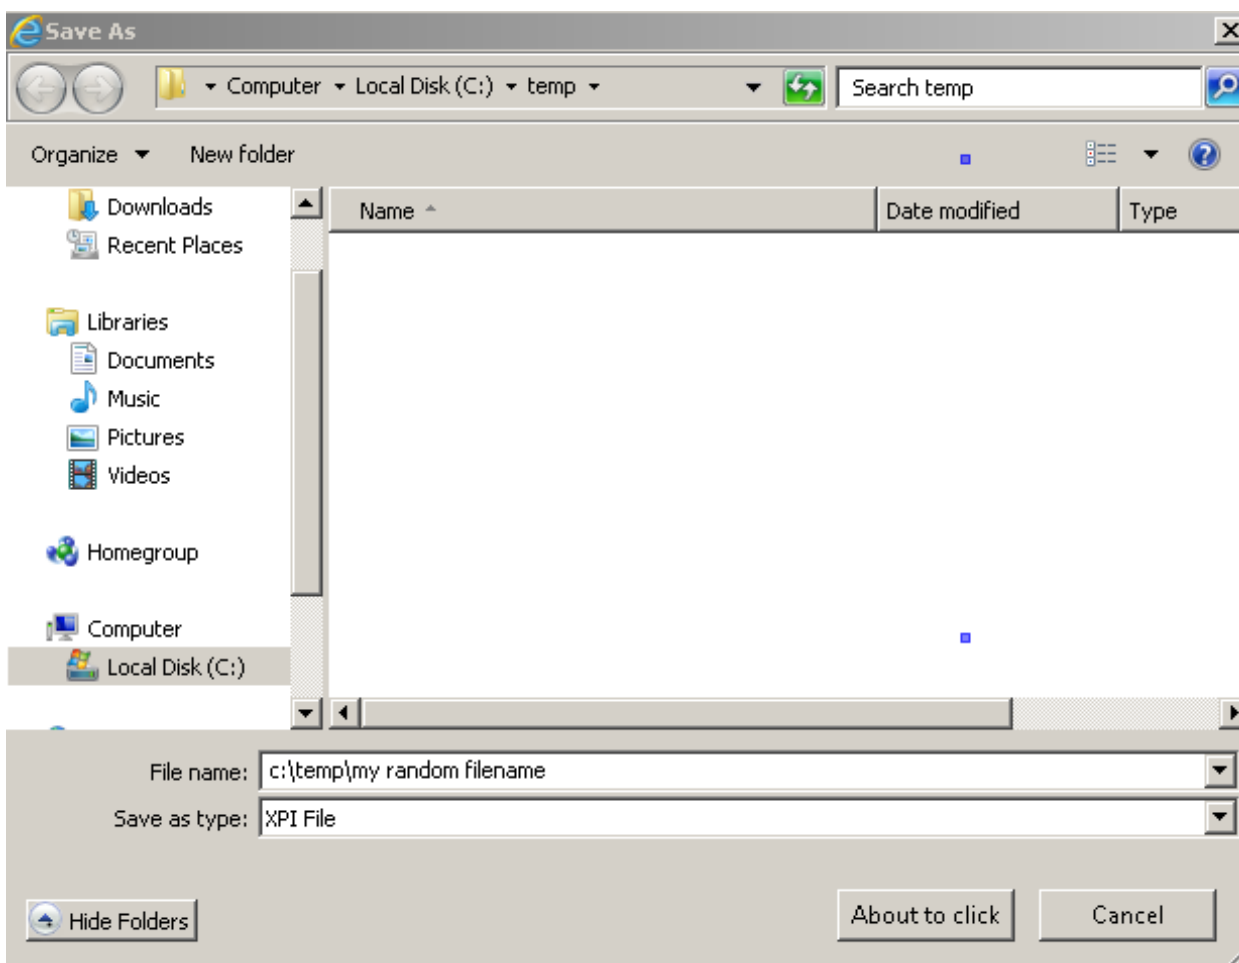 Save As
Computer Local Disk (C:) temp Search temp
Organize New folder
Name Date modified Type
Downloads
Recent Places
Libraries
Documents
Music
Pictures
Videos
Homegroup
Computer
Local Disk (C:)
File name: c:\temp\my random filename
Save as type: XPI File
Hide Folders About to click Cancel